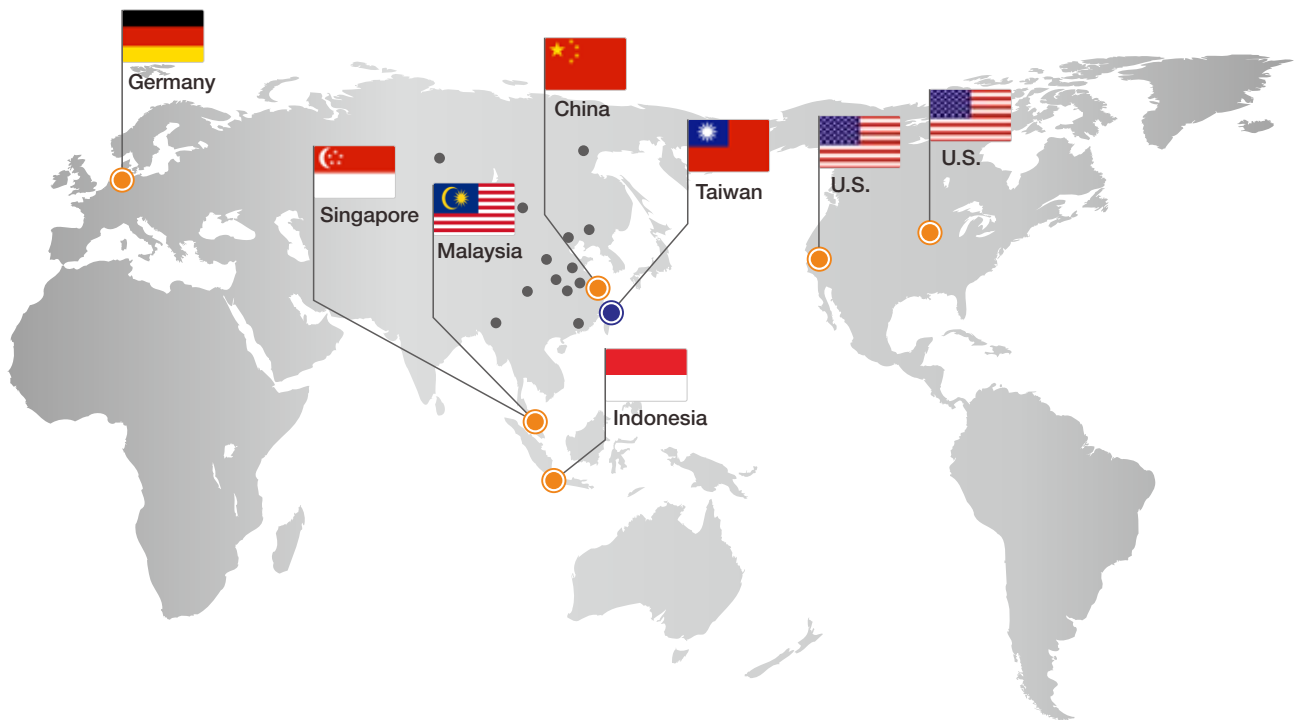 Germany
China
U.S.
U.S.
Taiwan
Singapore
Malaysia
Indonesia